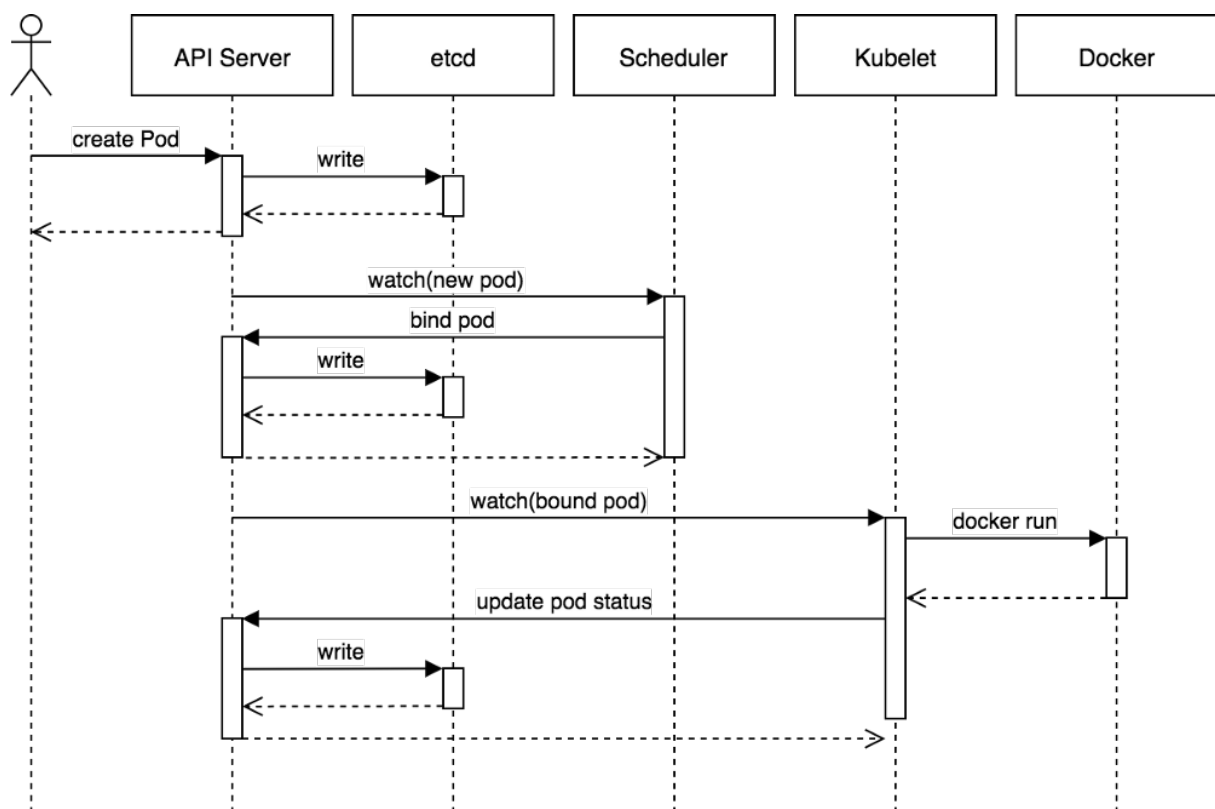 API Server
etcd
Scheduler
Kubelet
Docker
create Pod
write
watch(new pod)
bind pod
write
watch(bound pod)
docker run
update pod status
write